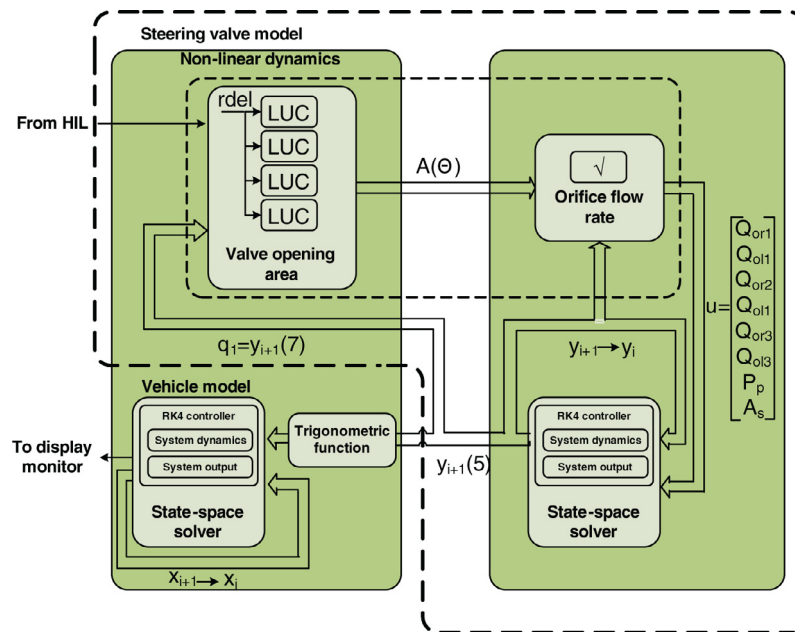 Steering valve model
Non-linear dynamics
From HIL
rdel
LUC
LUC
LUC
LUC
Valve opening
area
A(Θ)
√
Orifice flow
rate
u=
Qor1
Qol1
Qor2
Qol1
Qor3
Qol3
Pp
As
q1=yi+1(7)
yi+1→yi
Vehicle model
RK4 controller
System dynamics
System output
State-space
solver
To display
monitor
Trigonometric
function
yi+1(5)
RK4 controller
System dynamics
System output
State-space
solver
xi+1→xi